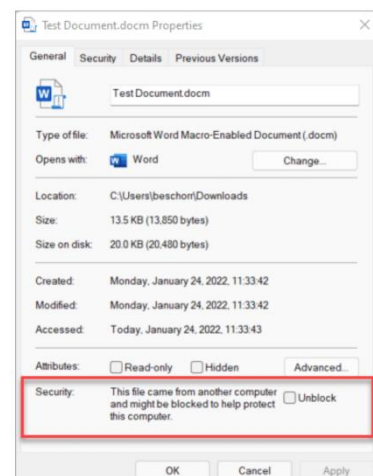 Test Document.docm Properties
General Security Details Previous Versions
Test Document.docm
Type of file: Microsoft Word Macro-Enabled Document (.docm)
Opens with: Word Change...
Location: C:\Users\beschorr\Downloads
Size: 13.5 KB (13,850 bytes)
Size on disk: 20.0 KB (20,480 bytes)
Created: Monday, January 24, 2022, 11:33:42
Modified: Monday, January 24, 2022, 11:33:42
Accessed: Today, January 24, 2022, 11:33:43
Attributes: Read-only Hidden Advanced...
Security: This file came from another computer
and might be blocked to help protect Unblock
this computer.
OK Cancel Apply